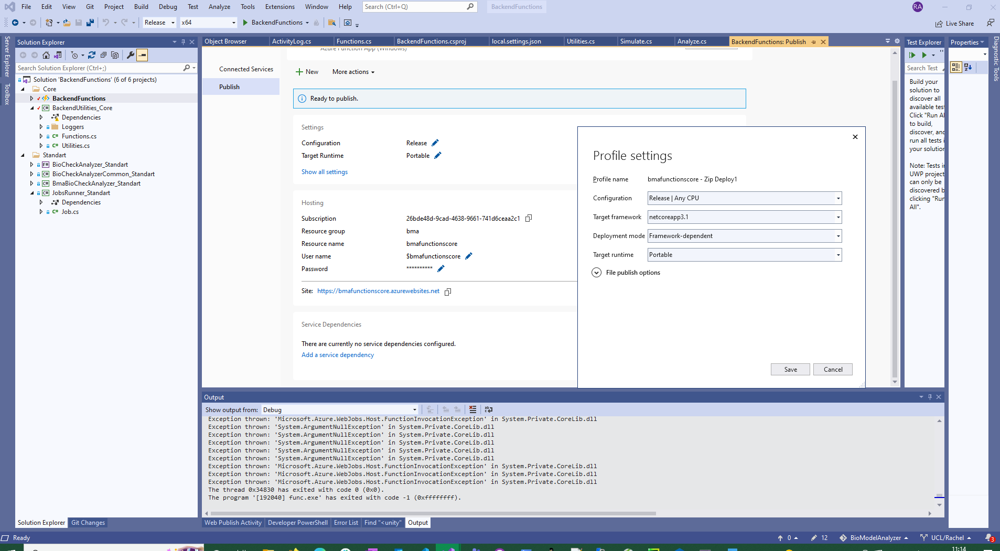 File Edit View Git Project Build Debug Test Analyze Tools Extensions Window Help Search (Ctrl+Q) BackendFunctions RA
Release x64 BackendFunctions Live Share
Server Explorer
Toolbox
Solution Explorer
Search Solution Explorer (Ctrl+;)
Solution 'BackendFunctions' (6 of 6 projects)
Core
BackendFunctions
BackendUtilities_Core
Dependencies
Loggers
Functions.cs
Utilities.cs
Standart
BioCheckAnalyzer_Standart
BioCheckAnalyzerCommon_Standart
BmaBioCheckAnalyzer_Standart
JobsRunner_Standart
Dependencies
Job.cs
Solution Explorer Git Changes
Object Browser ActivityLog.cs Functions.cs BackendFunctions.csproj local.settings.json Utilities.cs Simulate.cs Analyze.cs BackendFunctions: Publish
Azure Function App (Windows)
Connected Services
Publish
New More actions
Ready to publish.
Settings
Configuration Release
Target Runtime Portable
Show all settings
Hosting
Subscription 26bde48d-9cad-4638-9661-741d6ceaa2c1
Resource group bma
Resource name bmafunctionscore
User name $bmafunctionscore
Password **********
Site: https://bmafunctionscore.azurewebsites.net
Service Dependencies
There are currently no service dependencies configured.
Add a service dependency
Profile settings
Profile name bmafunctionscore - Zip Deploy1
Configuration Release | Any CPU
Target framework netcoreapp3.1
Deployment mode Framework-dependent
Target runtime Portable
File publish options
Save Cancel
Test Explorer
Search Test
Build your
solution to
discover all
available test
Click "Run Al
to build,
discover, and
run all tests i
your solution
Note: Tests in
UWP project
can only be
discovered b
clicking "Run
All".
Properties
Diagnostic Tools
Output
Show output from: Debug
Exception thrown: 'Microsoft.Azure.WebJobs.Host.FunctionInvocationException' in System.Private.CoreLib.dll
Exception thrown: 'System.ArgumentNullException' in System.Private.CoreLib.dll
Exception thrown: 'System.ArgumentNullException' in System.Private.CoreLib.dll
Exception thrown: 'System.ArgumentNullException' in System.Private.CoreLib.dll
Exception thrown: 'System.ArgumentNullException' in System.Private.CoreLib.dll
Exception thrown: 'System.ArgumentNullException' in System.Private.CoreLib.dll
Exception thrown: 'Microsoft.Azure.WebJobs.Host.FunctionInvocationException' in System.Private.CoreLib.dll
Exception thrown: 'Microsoft.Azure.WebJobs.Host.FunctionInvocationException' in System.Private.CoreLib.dll
Exception thrown: 'Microsoft.Azure.WebJobs.Host.FunctionInvocationException' in System.Private.CoreLib.dll
The thread 0x34830 has exited with code 0 (0x0).
The program '[192040] func.exe' has exited with code -1 (0xffffffff).
Web Publish Activity Developer PowerShell Error List Find "<unity" Output
Ready 0 12 BioModelAnalyzer UCL/Rachel 3
11:14